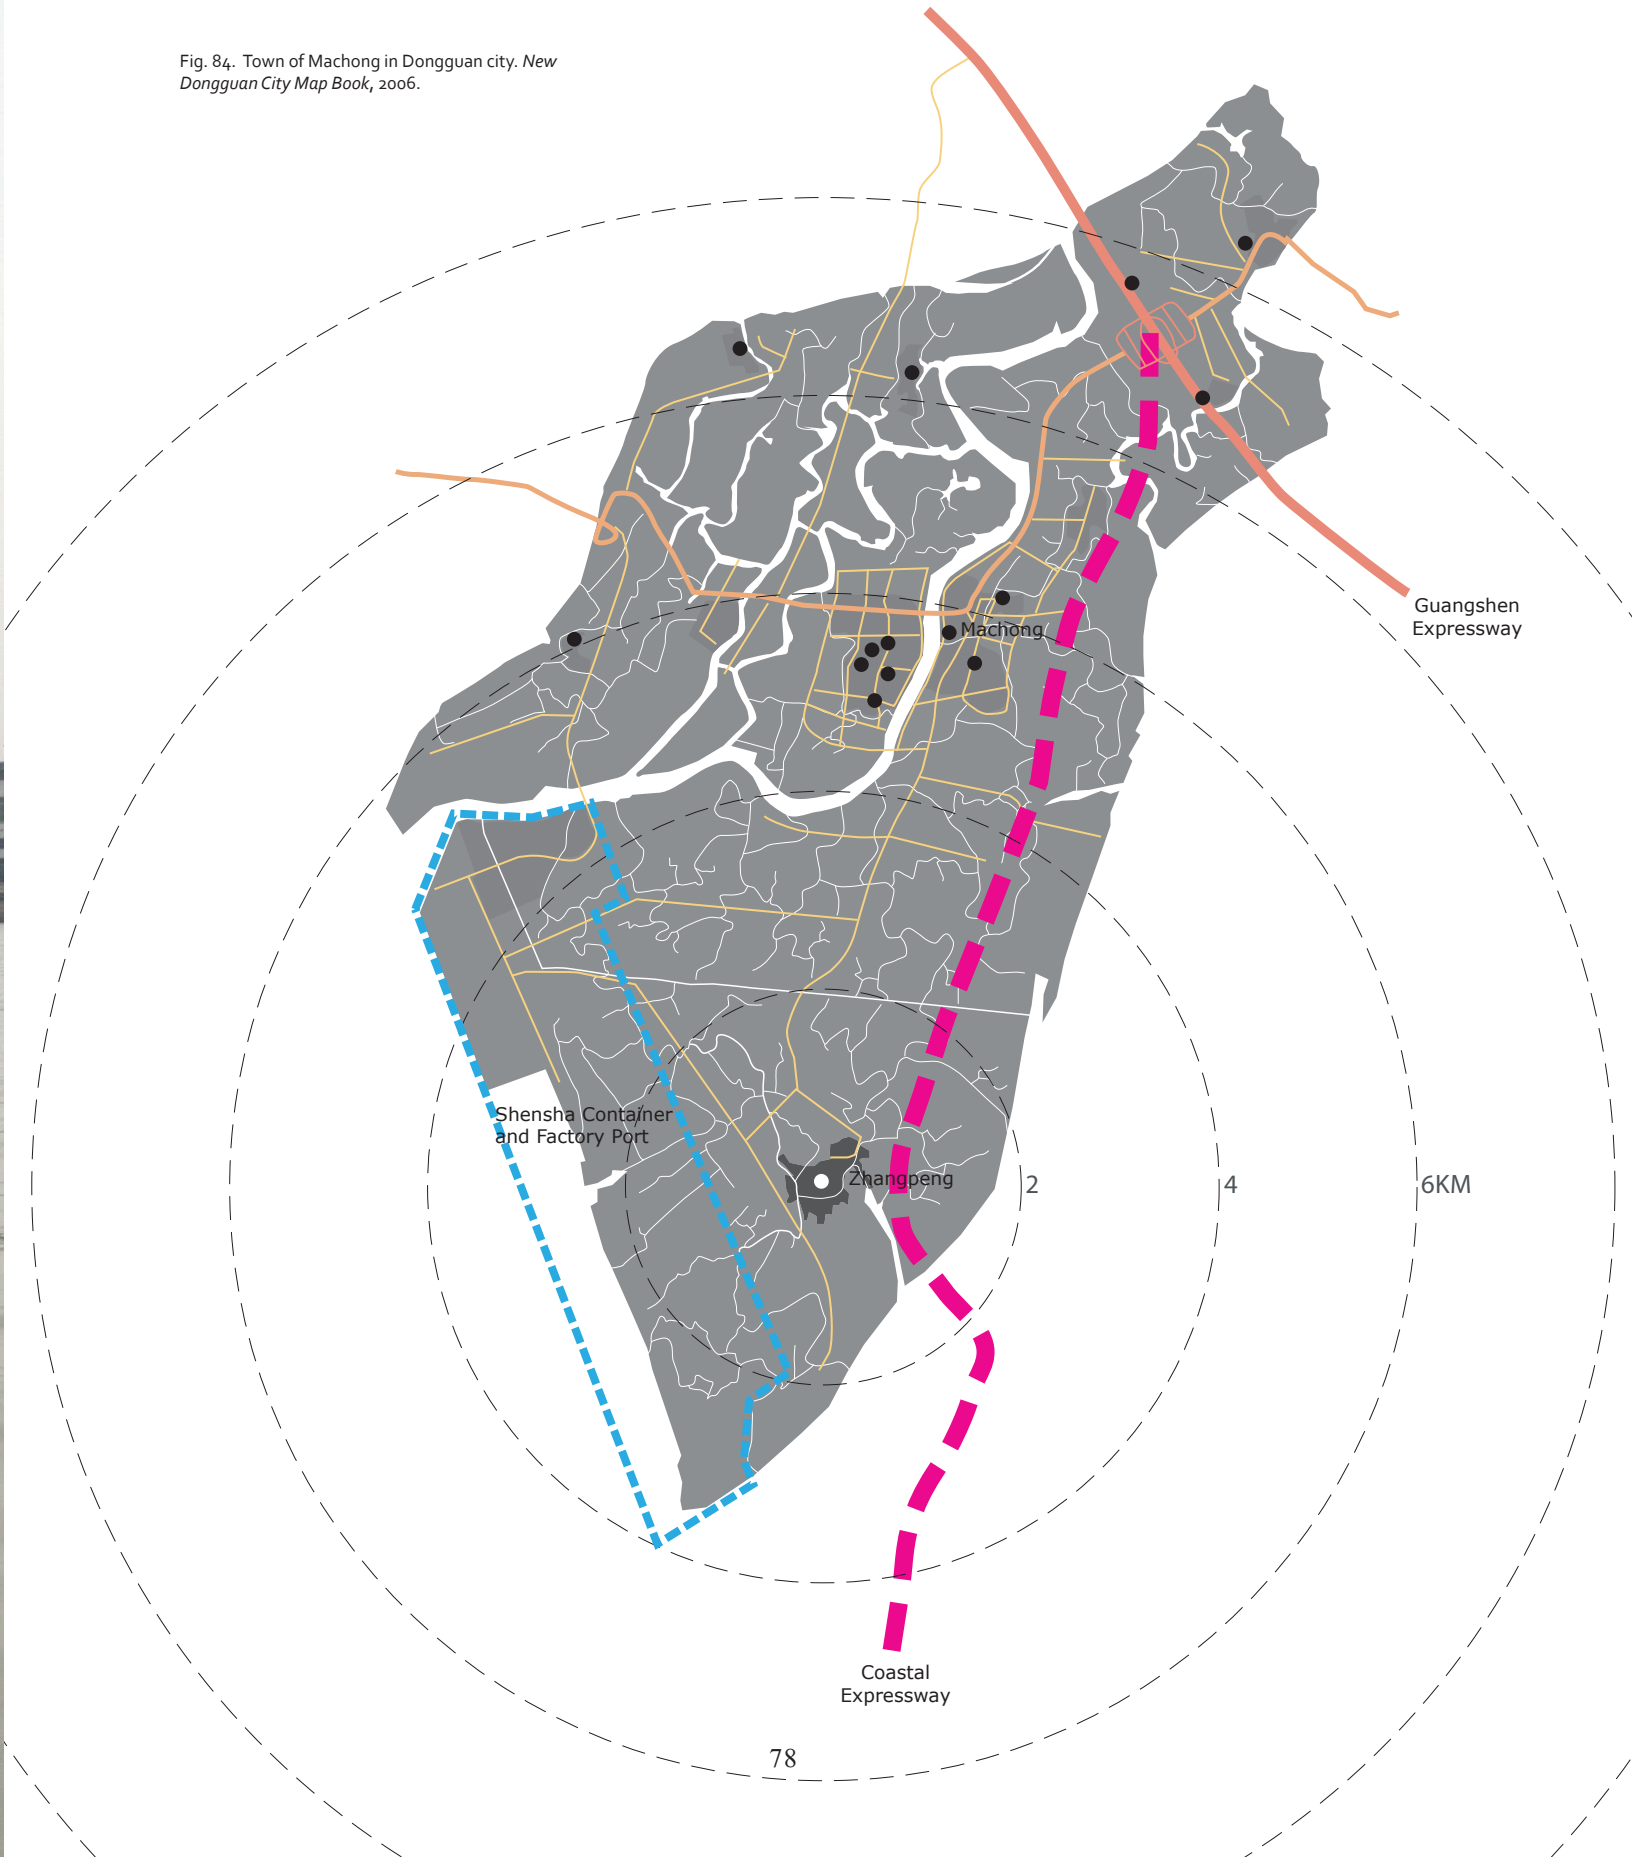 Fig. 84.  Town of Machong in Dongguan city. New
Dongguan City Map Book, 2006.
Guangshen
Expressway
Machong
Shensha Container
and Factory Port
Zhangpeng
2
4
6KM
Coastal
Expressway
78